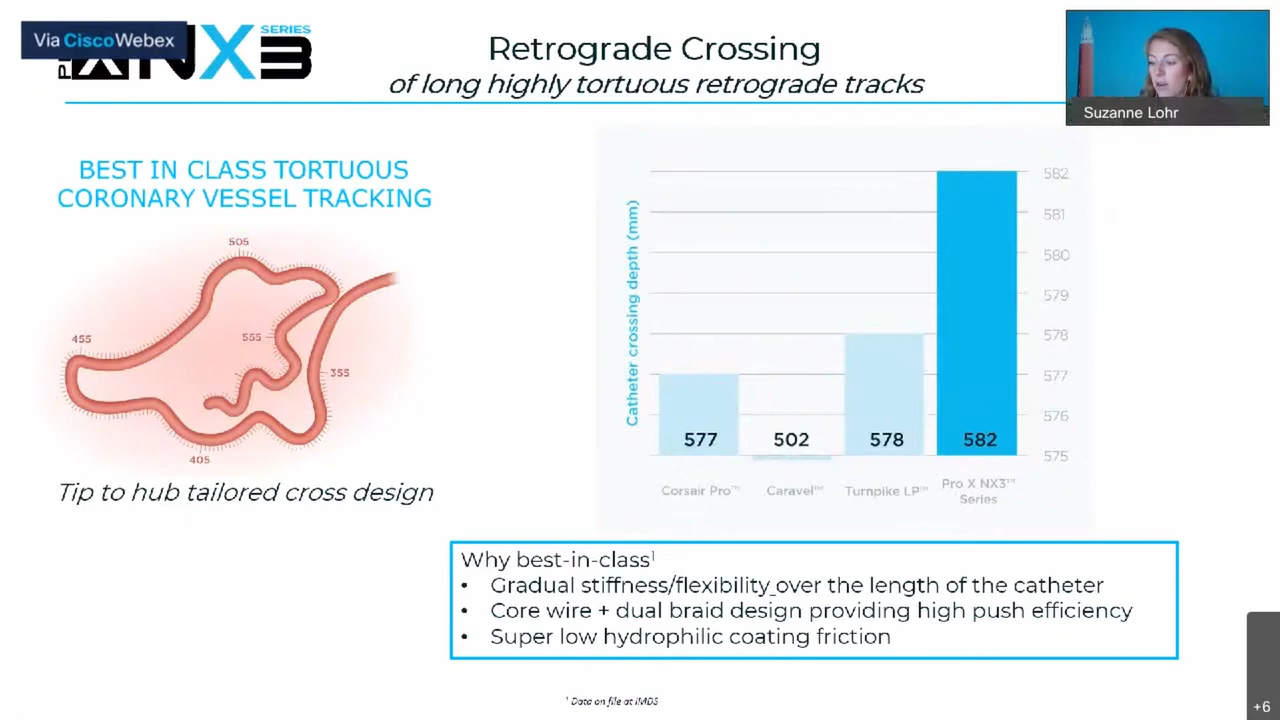 Via CiscoWebex
NX3
SERIES
Retrograde Crossing
of long highly tortuous retrograde tracks
Suzanne Lohr
BEST IN CLASS TORTUOUS
CORONARY VESSEL TRACKING
505
455
555
355
405
Tip to hub tailored cross design
Catheter crossing depth (mm)
582
581
580
579
578
577
576
575
577
502
578
582
Corsair Pro™
Caravel™
Turnpike LP™
Pro X NX3™
Series
Why best-in-class¹
• Gradual stiffness/flexibility over the length of the catheter
• Core wire + dual braid design providing high push efficiency
• Super low hydrophilic coating friction
¹ Data on file at IMDS
+6